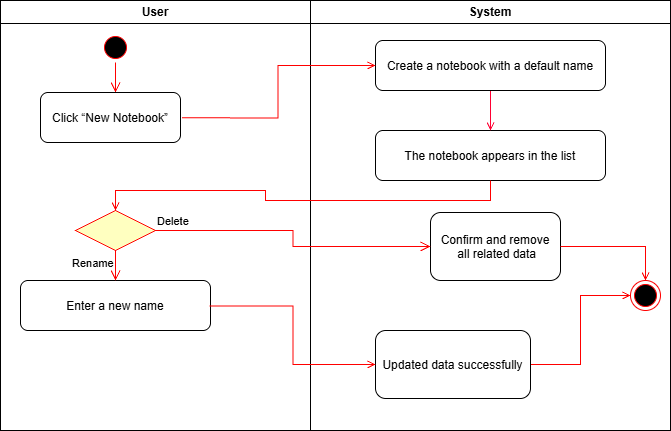 User
System
Create a notebook with a default name
Click “New Notebook”
The notebook appears in the list
Delete
Confirm and remove
all related data
Rename
Enter a new name
Updated data successfully